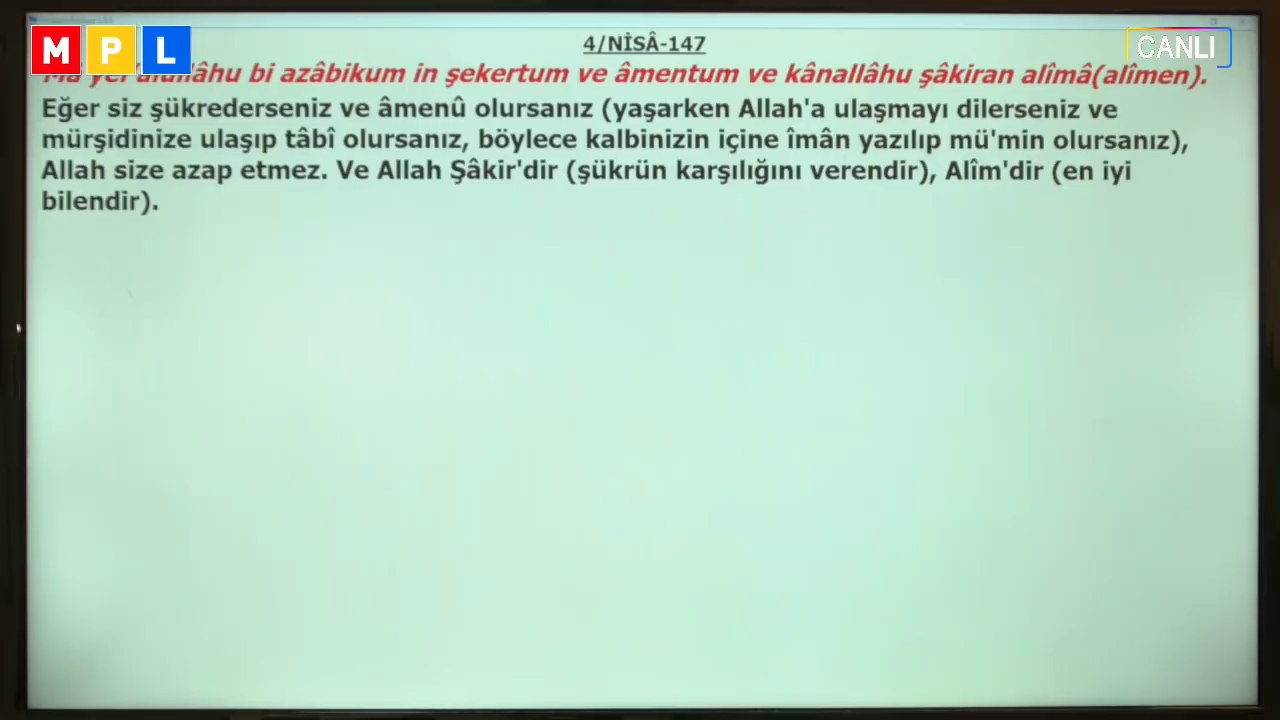 MPL
CANLI
4/NİSÂ-147
bi azâbikum in şekertum ve âmentum ve kânallâhu şâkiran alîmâ(alîmen).
Eğer siz şükrederseniz ve âmenû olursanız (yaşarken Allah'a ulaşmayı dilerseniz ve
mürşidinize ulaşıp tâbî olursanız, böylece kalbinizin içine îmân yazılıp mü'min olursanız),
Allah size azap etmez. Ve Allah Şâkir'dir (şükrün karşılığını verendir), Alîm'dir (en iyi
bilendir).